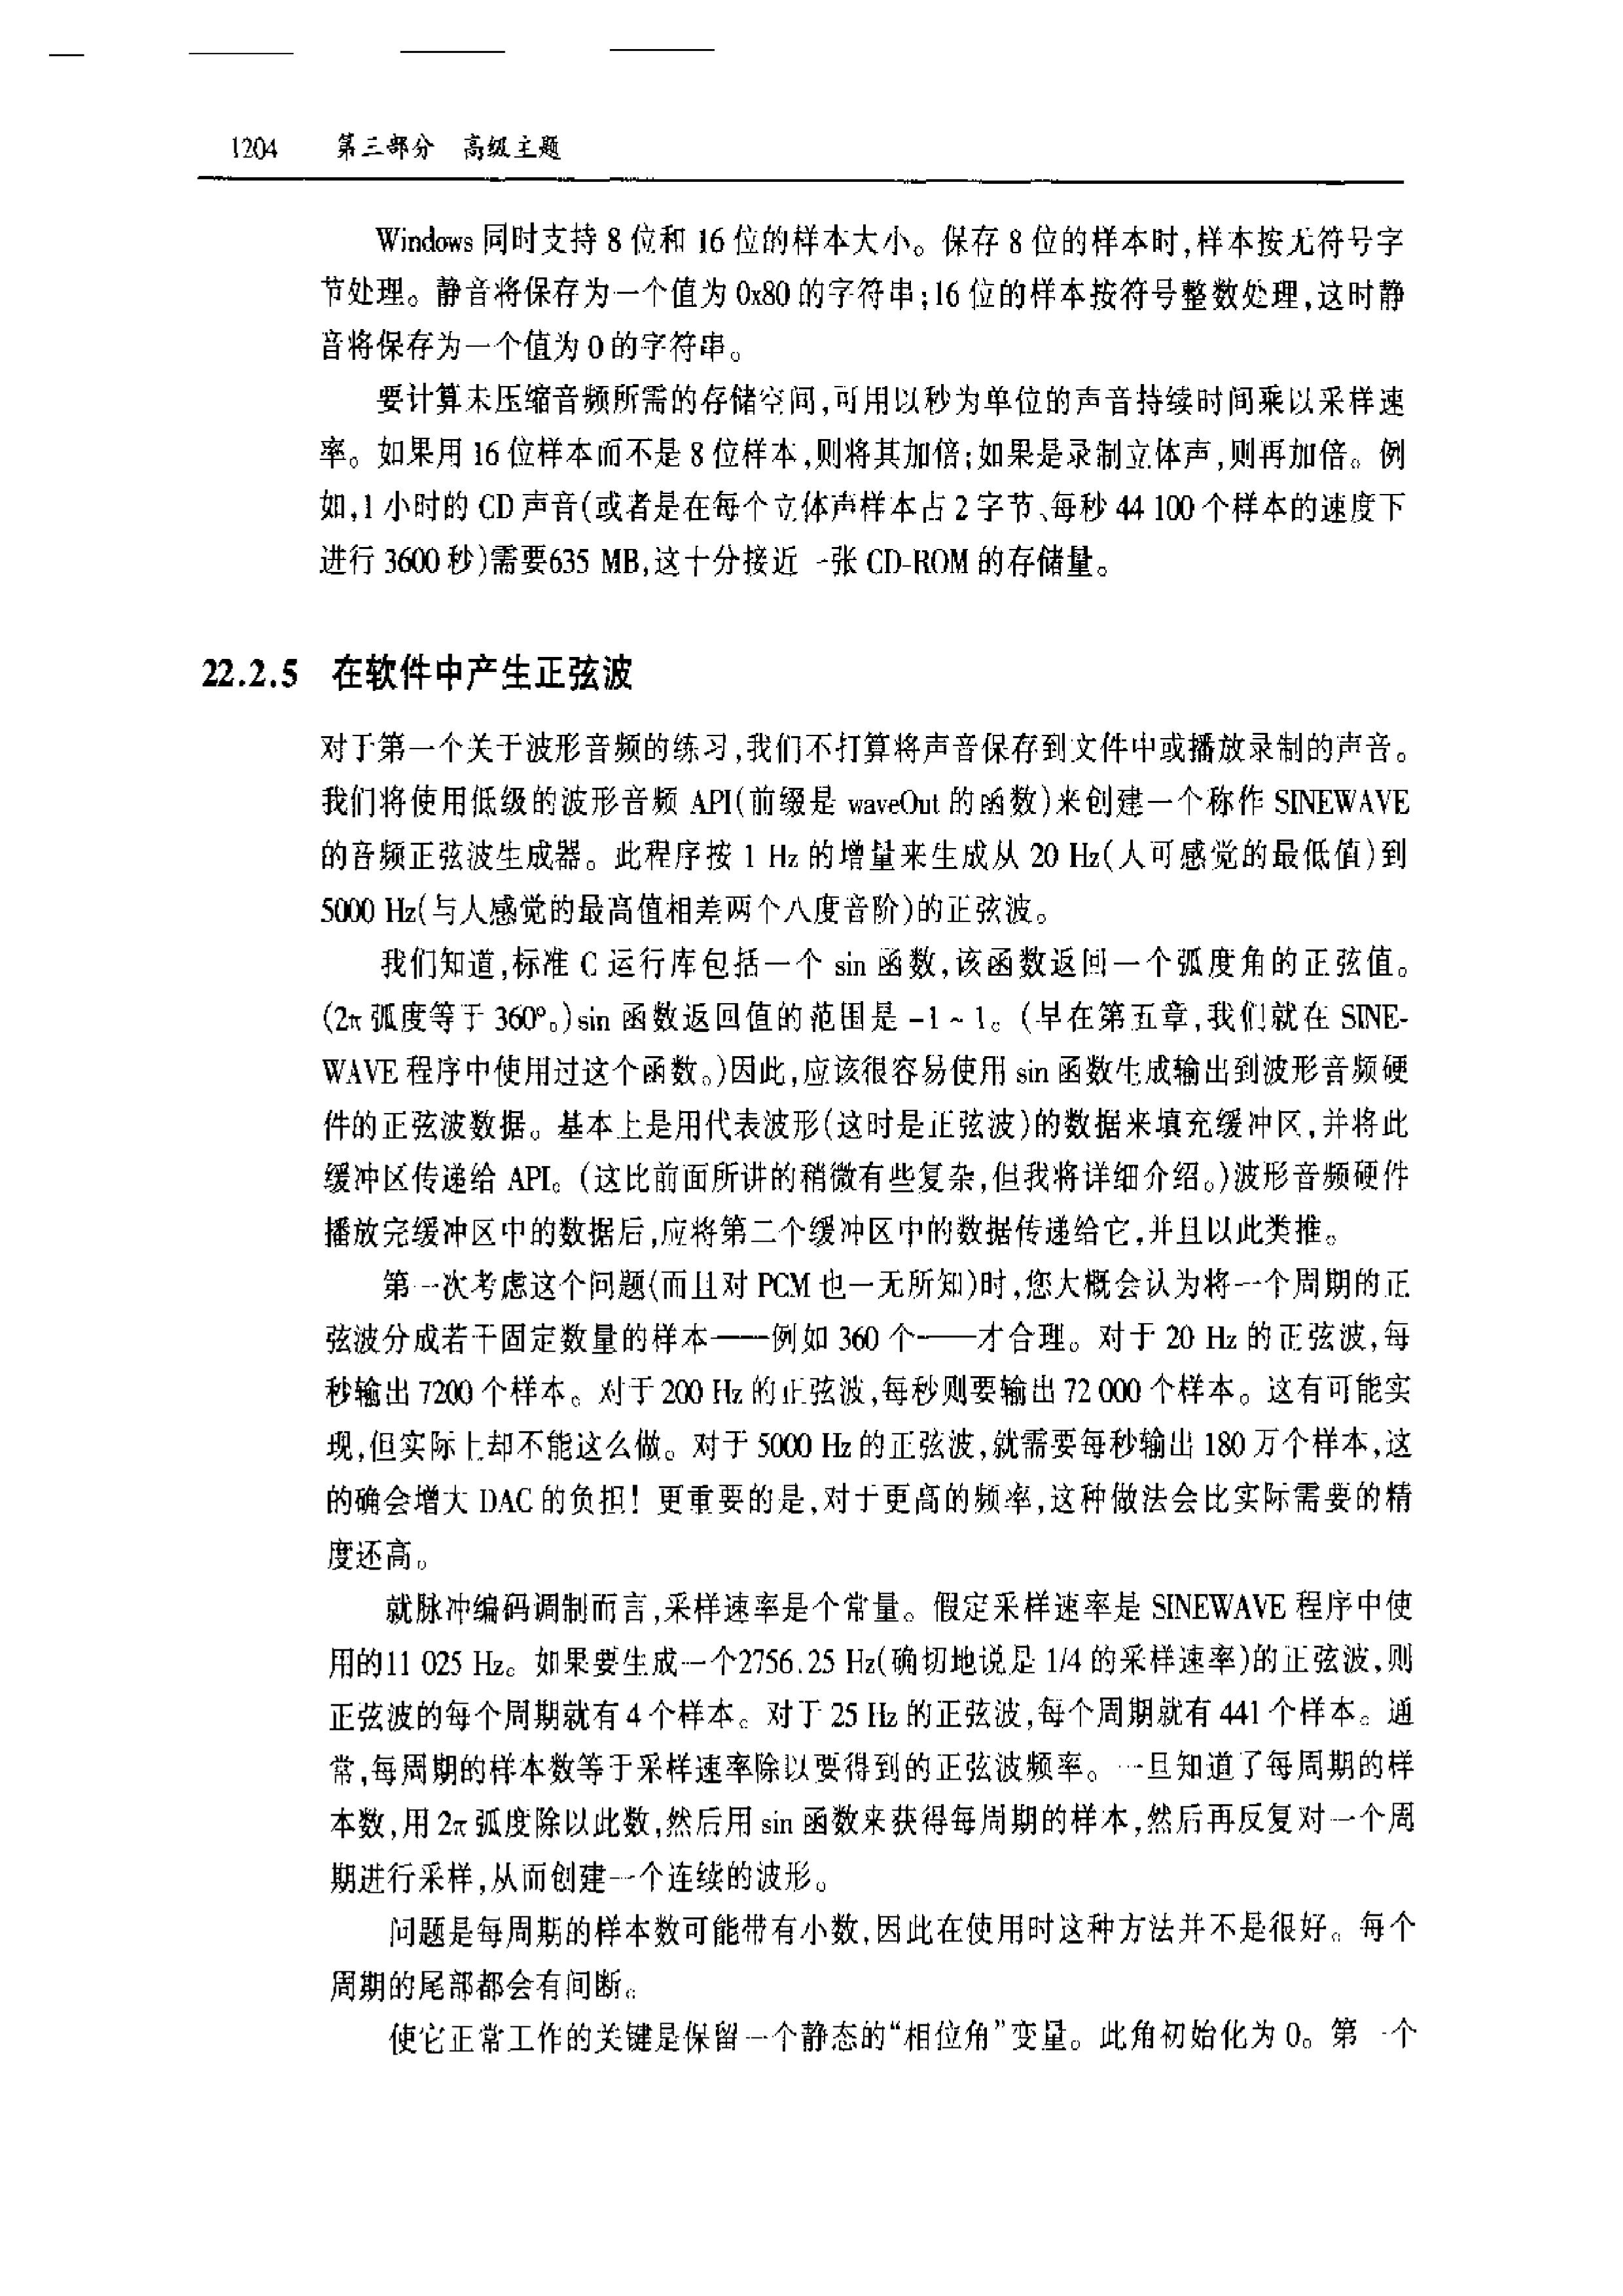 1204 第三部分 高级主题
Windows 同时支持 8 位和 16 位的样本大小。保存 8 位的样本时,样本按无符号字
节处理。静音将保存为一个值为 0x80 的字符串;16 位的样本按符号整数处理,这时静
音将保存为一个值为 0 的字符串。
要计算未压缩音频所需的存储空间,可用以秒为单位的声音持续时间乘以采样速
率。如果用 16 位样本而不是 8 位样本,则将其加倍;如果是录制立体声,则再加倍。例
如,1 小时的 CD 声音(或者是在每个立体声样本占 2 字节、每秒 44 100 个样本的速度下
进行 3600 秒)需要635 MB,这十分接近一张 CD-ROM 的存储量。
22.2.5 在软件中产生正弦波
对于第一个关于波形音频的练习,我们不打算将声音保存到文件中或播放录制的声音。
我们将使用低级的波形音频 API(前缀是 waveOut 的函数)来创建一个称作 SINEWAVE
的音频正弦波生成器。此程序按 1 Hz 的增量来生成从 20 Hz(人可感觉的最低值)到
5000 Hz(与人感觉的最高值相差两个八度音阶)的正弦波。
我们知道,标准 C 运行库包括一个 sin 函数,该函数返回一个弧度角的正弦值。
(2π 弧度等于 360°。)sin 函数返回值的范围是 -1 ~ 1。(早在第五章,我们就在 SINE-
WAVE 程序中使用过这个函数。)因此,应该很容易使用 sin 函数生成输出到波形音频硬
件的正弦波数据。基本上是用代表波形(这时是正弦波)的数据来填充缓冲区,并将此
缓冲区传递给 API。(这比前面所讲的稍微有些复杂,但我将详细介绍。)波形音频硬件
播放完缓冲区中的数据后,应将第二个缓冲区中的数据传递给它,并且以此类推。
第一次考虑这个问题(而且对 PCM 也一无所知)时,您大概会认为将一个周期的正
弦波分成若干固定数量的样本——例如 360 个——才合理。对于 20 Hz 的正弦波,每
秒输出 7200 个样本。对于 200 Hz 的正弦波,每秒则要输出 72 000 个样本。这有可能实
现,但实际上却不能这么做。对于 5000 Hz 的正弦波,就需要每秒输出 180 万个样本,这
的确会增大 DAC 的负担！更重要的是,对于更高的频率,这种做法会比实际需要的精
度还高。
就脉冲编码调制而言,采样速率是个常量。假定采样速率是 SINEWAVE 程序中使
用的11 025 Hz。如果要生成一个2756.25 Hz(确切地说是 1/4 的采样速率)的正弦波,则
正弦波的每个周期就有 4 个样本。对于 25 Hz 的正弦波,每个周期就有 441 个样本。通
常,每周期的样本数等于采样速率除以要得到的正弦波频率。一旦知道了每周期的样
本数,用 2π 弧度除以此数,然后用 sin 函数来获得每周期的样本,然后再反复对一个周
期进行采样,从而创建一个连续的波形。
问题是每周期的样本数可能带有小数,因此在使用时这种方法并不是很好。每个
周期的尾部都会有间断。
使它正常工作的关键是保留一个静态的“相位角”变量。此角初始化为 0。第一个